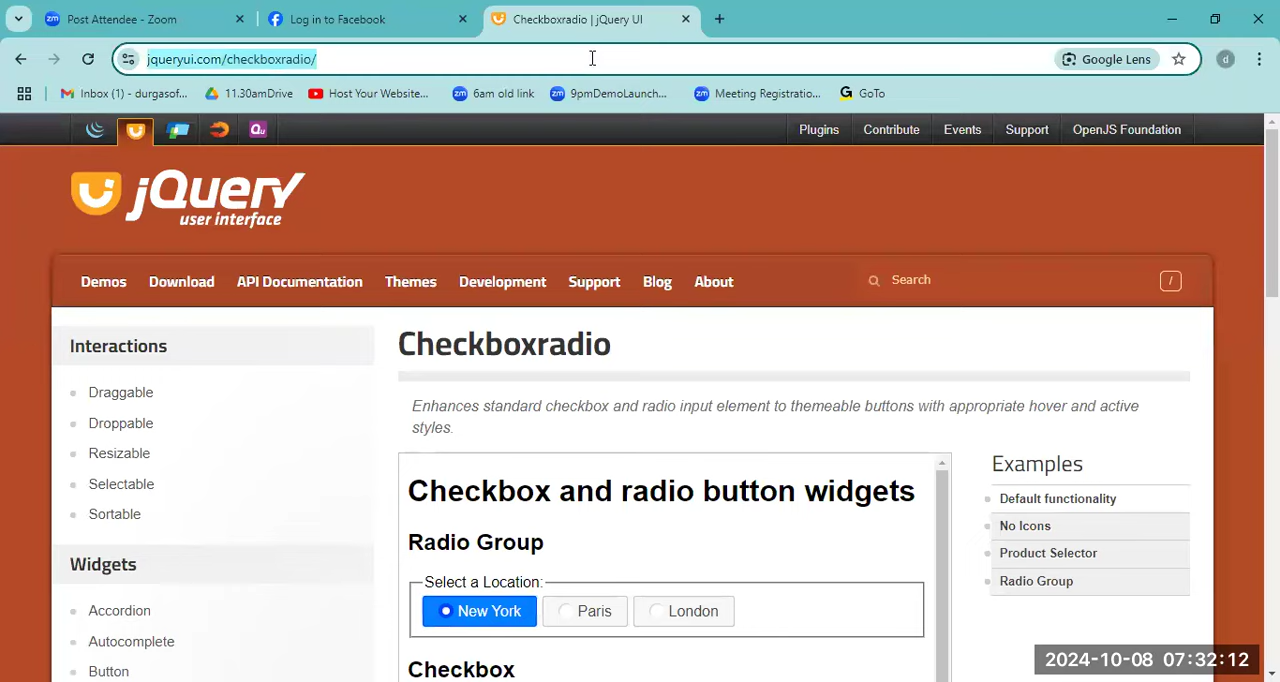 Post Attendee - Zoom
Log in to Facebook
Checkboxradio | jQuery UI
jqueryui.com/checkboxradio/
Google Lens
d
Inbox (1) - durgasof...
11.30amDrive
Host Your Website...
6am old link
9pmDemoLaunch...
Meeting Registratio...
GoTo
Qu
Plugins
Contribute
Events
Support
OpenJS Foundation
jQuery
user interface
Demos
Download
API Documentation
Themes
Development
Support
Blog
About
Search
/
Interactions
Draggable
Droppable
Resizable
Selectable
Sortable
Widgets
Accordion
Autocomplete
Button
Checkboxradio
Enhances standard checkbox and radio input element to themeable buttons with appropriate hover and active
styles.
Checkbox and radio button widgets
Radio Group
Select a Location:
New York
Paris
London
Checkbox
Examples
Default functionality
No Icons
Product Selector
Radio Group
2024-10-08 07:32:12